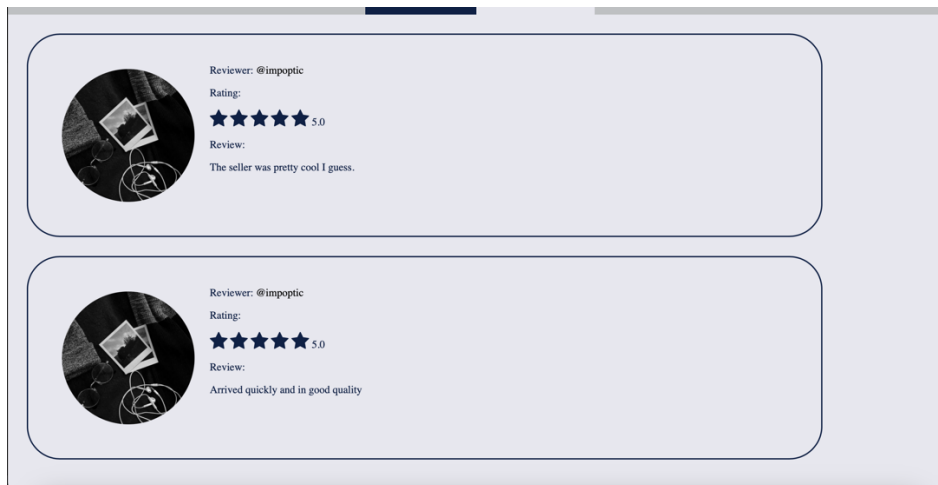 Reviewer: @impoptic
Rating:
5.0
Review:
The seller was pretty cool I guess.
Reviewer: @impoptic
Rating:
5.0
Review:
Arrived quickly and in good quality